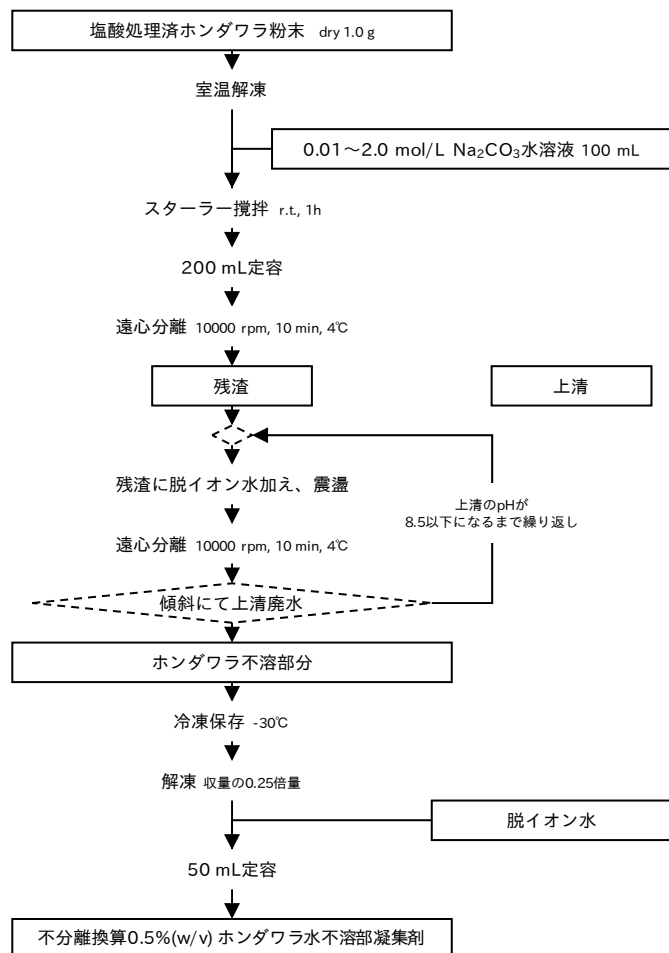 塩酸処理済ホンダワラ粉末 dry 1.0 g
室温解凍
0.01～2.0 mol/L Na₂CO₃水溶液 100 mL
スターラー撹拌 r.t., 1h
200 mL定容
遠心分離 10000 rpm, 10 min, 4℃
残渣
上清
残渣に脱イオン水加え、震盪
上清のpHが
8.5以下になるまで繰り返し
遠心分離 10000 rpm, 10 min, 4℃
傾斜にて上清廃水
ホンダワラ不溶部分
冷凍保存 -30℃
解凍 収量の0.25倍量
脱イオン水
50 mL定容
不分離換算0.5%(w/v) ホンダワラ水不溶部凝集剤